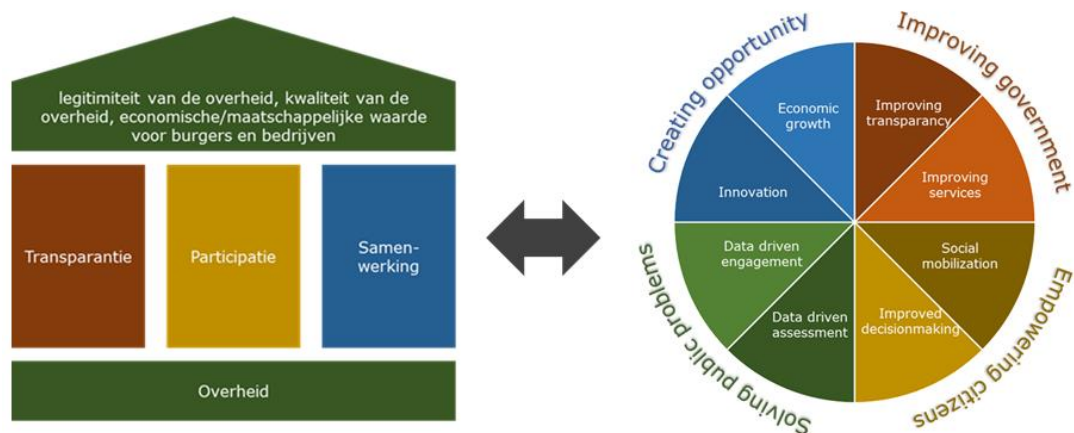 legitimiteit van de overheid, kwaliteit van de
overheid, economische/maatschappelijke waarde
voor burgers en bedrijven
Transparantie
Participatie
Samen-
werking
Overheid
Creating opportunity
Improving government
Economic
growth
Improving
transparancy
Innovation
Improving
services
Data driven
engagement
Social
mobilization
Data driven
assessment
Improved
decisionmaking
Solving public problems
Empowering citizens